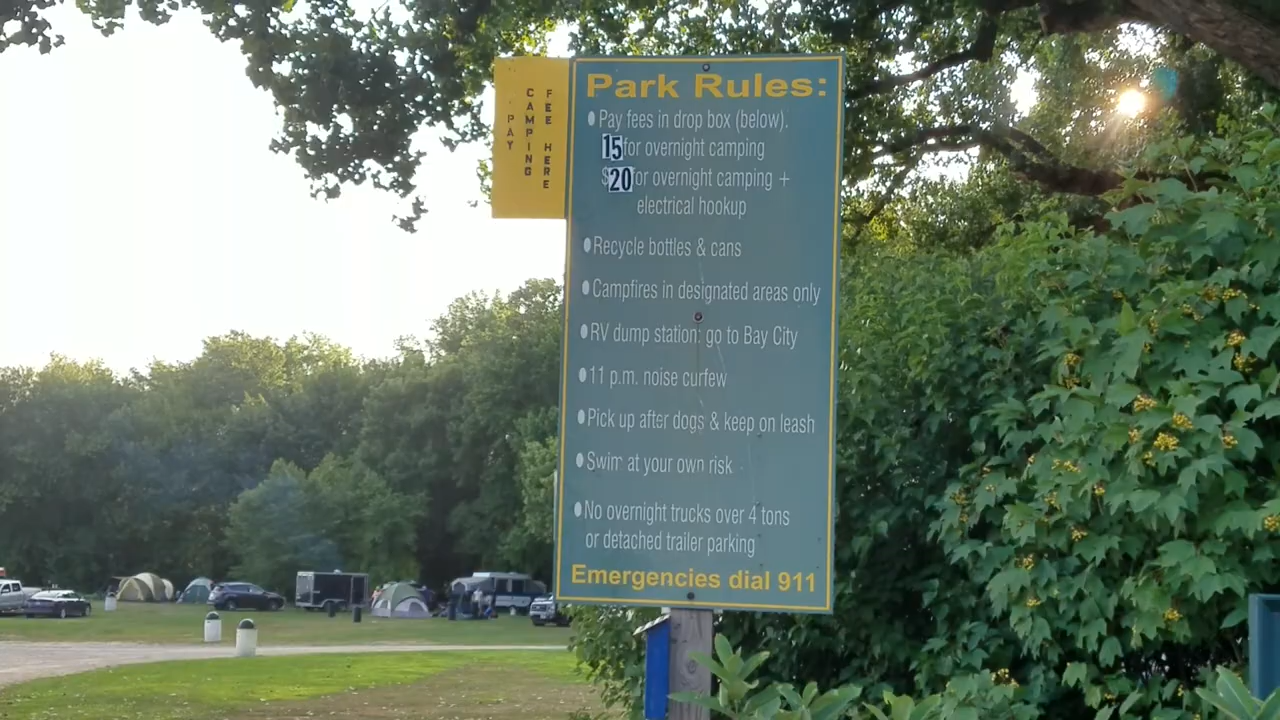 PAY
CAMPING
FEE HERE
Park Rules:
Pay fees in drop box (below).
15 for overnight camping
$20 for overnight camping +
electrical hookup
Recycle bottles & cans
Campfires in designated areas only
RV dump station: go to Bay City
11 p.m. noise curfew
Pick up after dogs & keep on leash
Swim at your own risk
No overnight trucks over 4 tons
or detached trailer parking
Emergencies dial 911